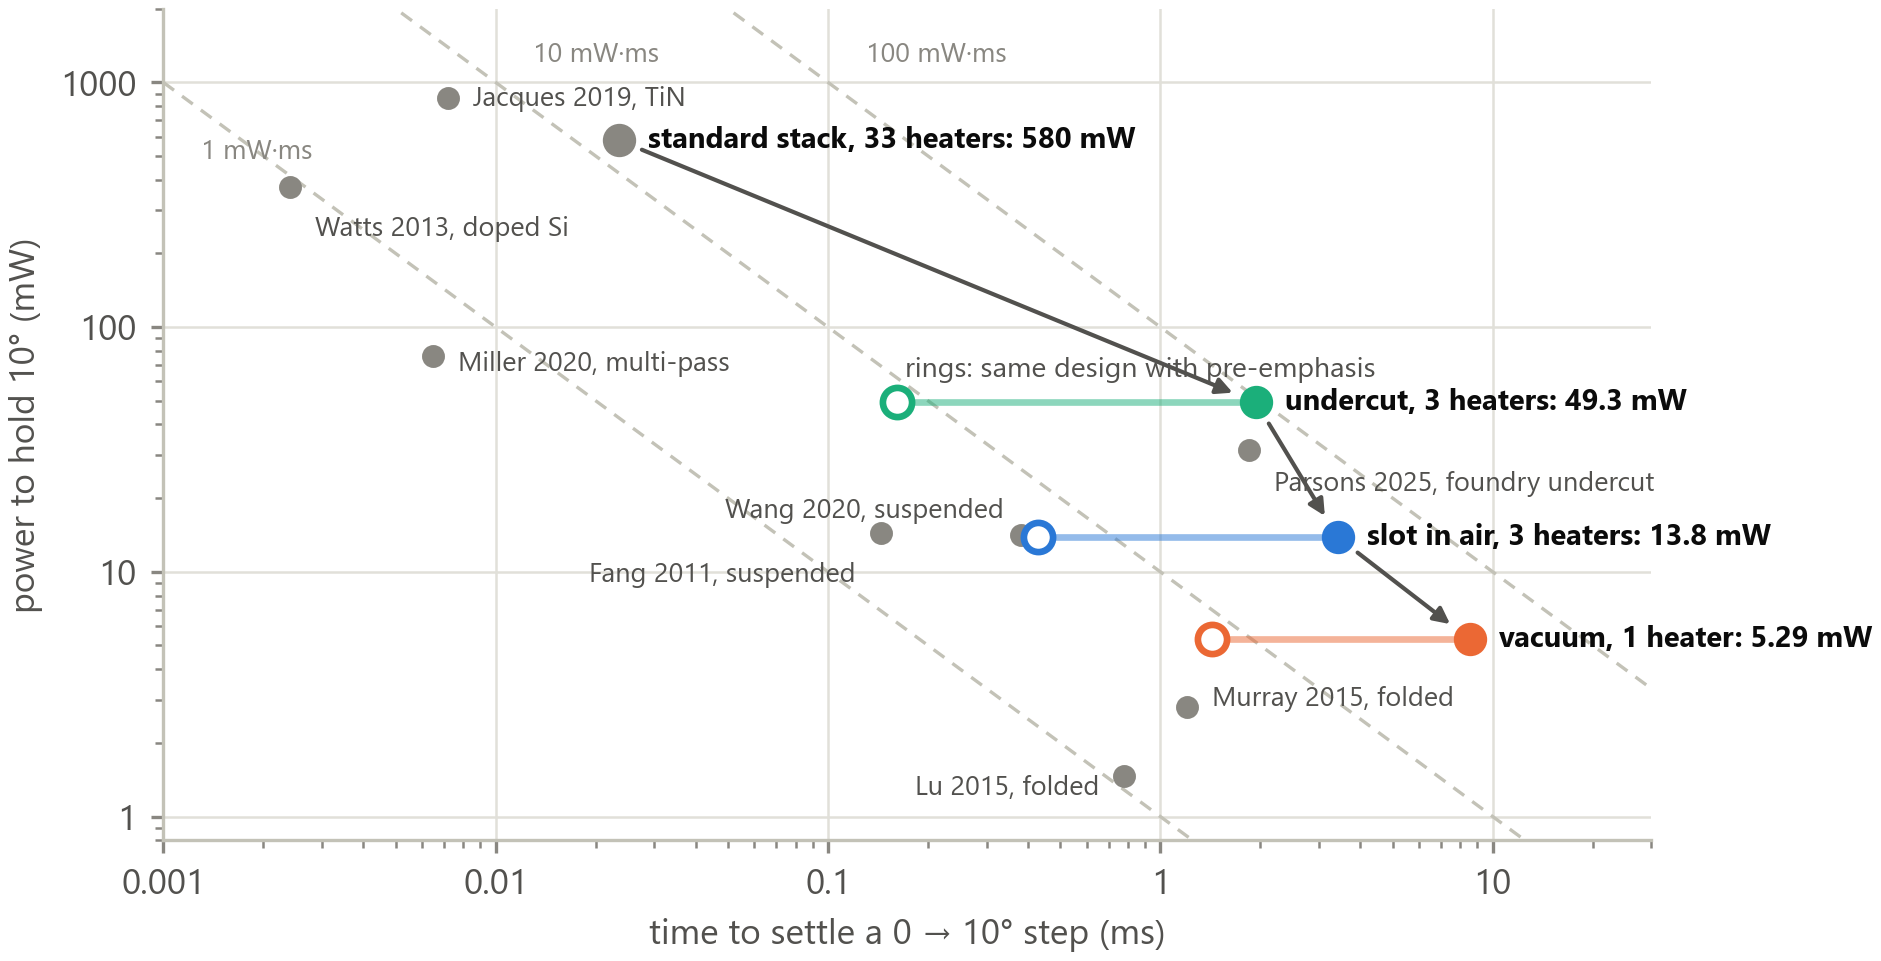 10 mW·ms
100 mW·ms
1000
Jacques 2019, TiN
standard stack, 33 heaters: 580 mW
1 mW·ms
Watts 2013, doped Si
100
Miller 2020, multi-pass
rings: same design with pre-emphasis
undercut, 3 heaters: 49.3 mW
Parsons 2025, foundry undercut
Wang 2020, suspended
slot in air, 3 heaters: 13.8 mW
10
Fang 2011, suspended
vacuum, 1 heater: 5.29 mW
Murray 2015, folded
Lu 2015, folded
1
power to hold 10° (mW)
0.001
0.01
0.1
1
10
time to settle a 0 → 10° step (ms)